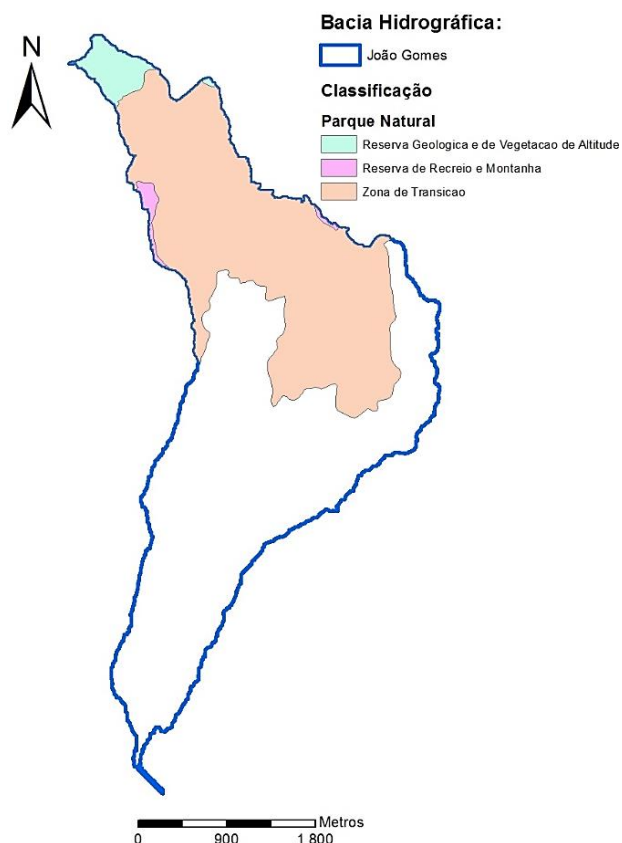 N
Bacia Hidrográfica:
João Gomes
Classificação
Parque Natural
Reserva Geologica e de Vegetacao de Altitude
Reserva de Recreio e Montanha
Zona de Transicao
Metros
0 900 1.800